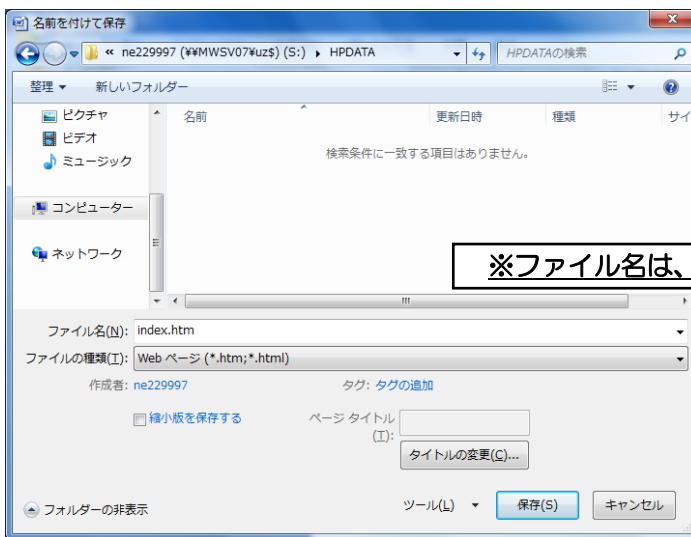 名前を付けて保存
« ne229997 (¥¥MWSV07¥uz$) (S:) HPDATA HPDATAの検索
整理 新しいフォルダー
ピクチャ 名前 更新日時 種類 サイ
ビデオ
検索条件に一致する項目はありません。
ミュージック
コンピューター
ネットワーク
※ファイル名は、
ファイル名(N): index.htm
ファイルの種類(T): Web ページ (*.htm;*.html)
作成者: ne229997 タグ: タグの追加
縮小版を保存する ページ タイトル
(T):
タイトルの変更(C)...
フォルダーの非表示 ツール(L) 保存(S) キャンセル